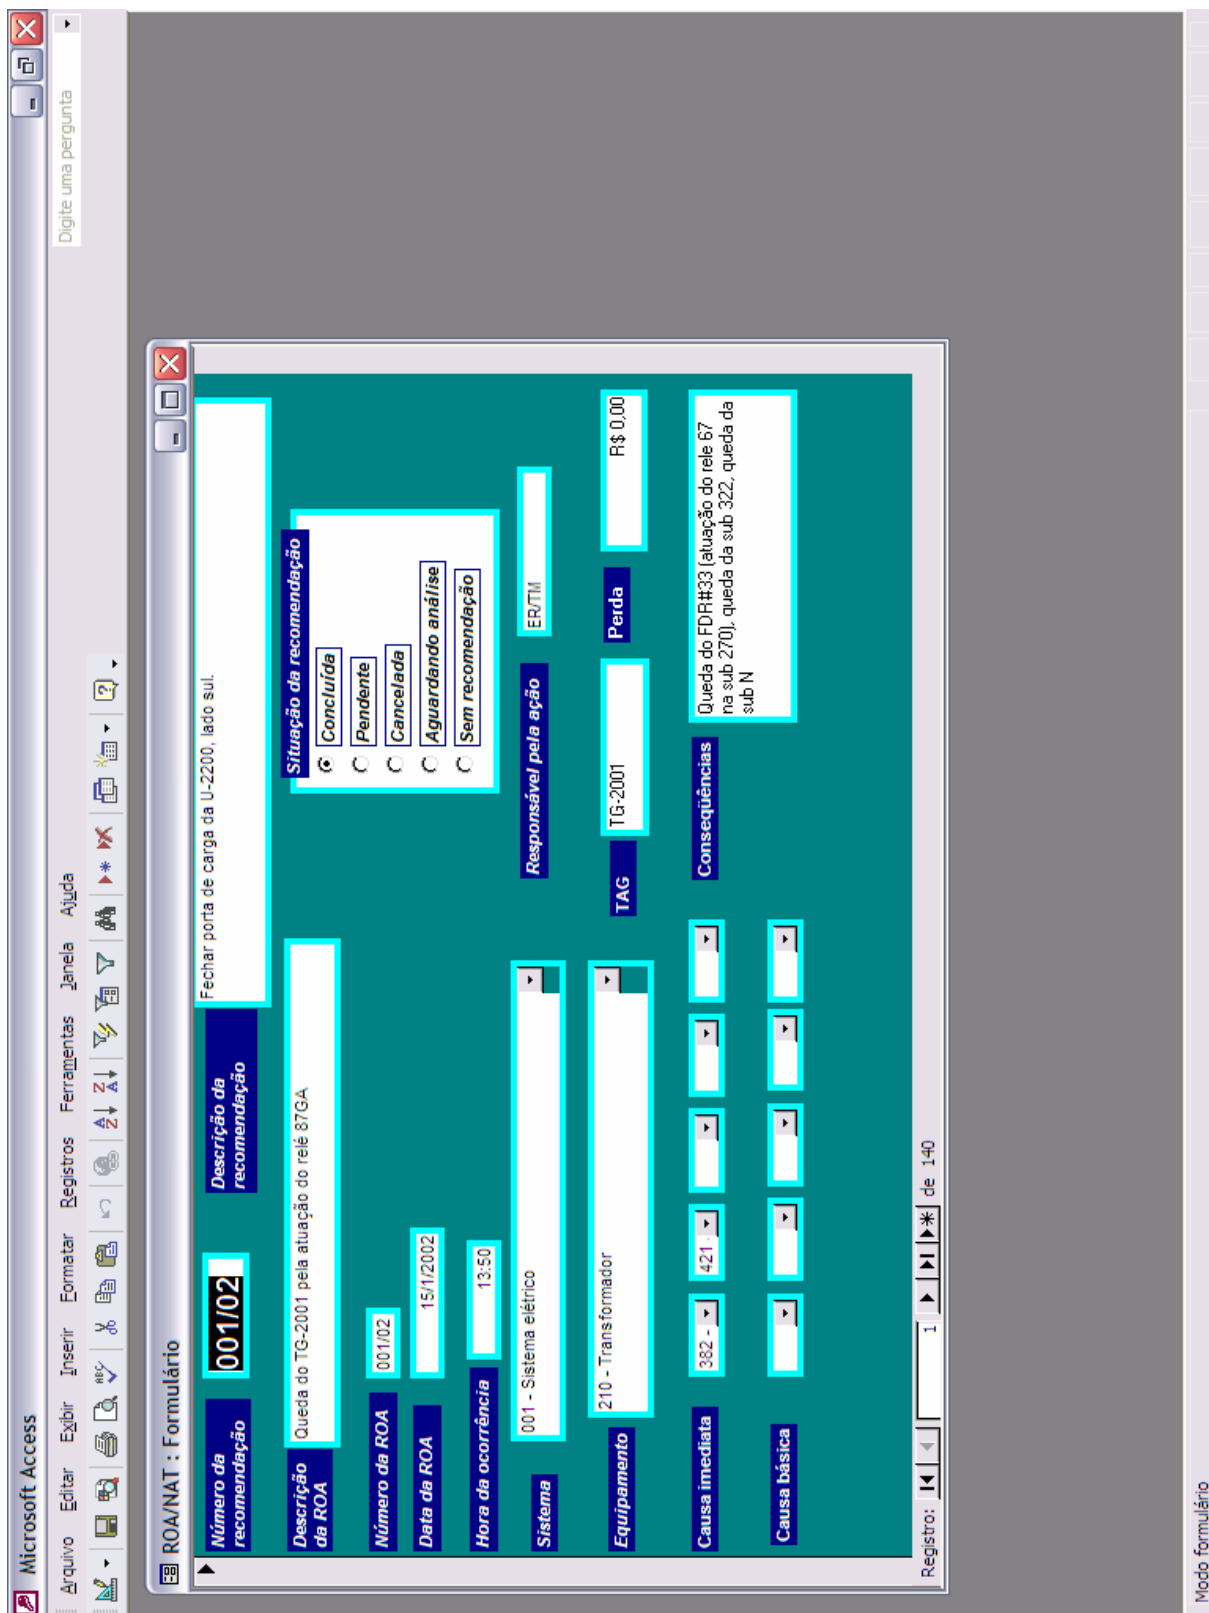 Microsoft Access
Arquivo Editar Exibir Inserir Formatar Registros Ferramentas Janela Ajuda
Digite uma pergunta
ROA/NAT : Formulário
Número da
recomendação
001/02
Descrição da
recomendação
Fechar porta de carga da U-2200, lado sul.
Descrição
da ROA
Queda do TG-2001 pela atuação do relé 87GA
Situação da recomendação
Concluída
Pendente
Cancelada
Aguardando análise
Sem recomendação
Número da ROA
001/02
Data da ROA
15/1/2002
Hora da ocorrência
13:50
Sistema
001 - Sistema elétrico
Responsável pela ação
ER/TM
Equipamento
210 - Transformador
TAG
TG-2001
Perda
R$ 0,00
Causa imediata
382 -
421 -
Conseqüências
Queda do FDR#33 (atuação do rele 67
na sub 270), queda da sub 322, queda da
sub N
Causa básica
Registro: 1 de 140
Modo formulário